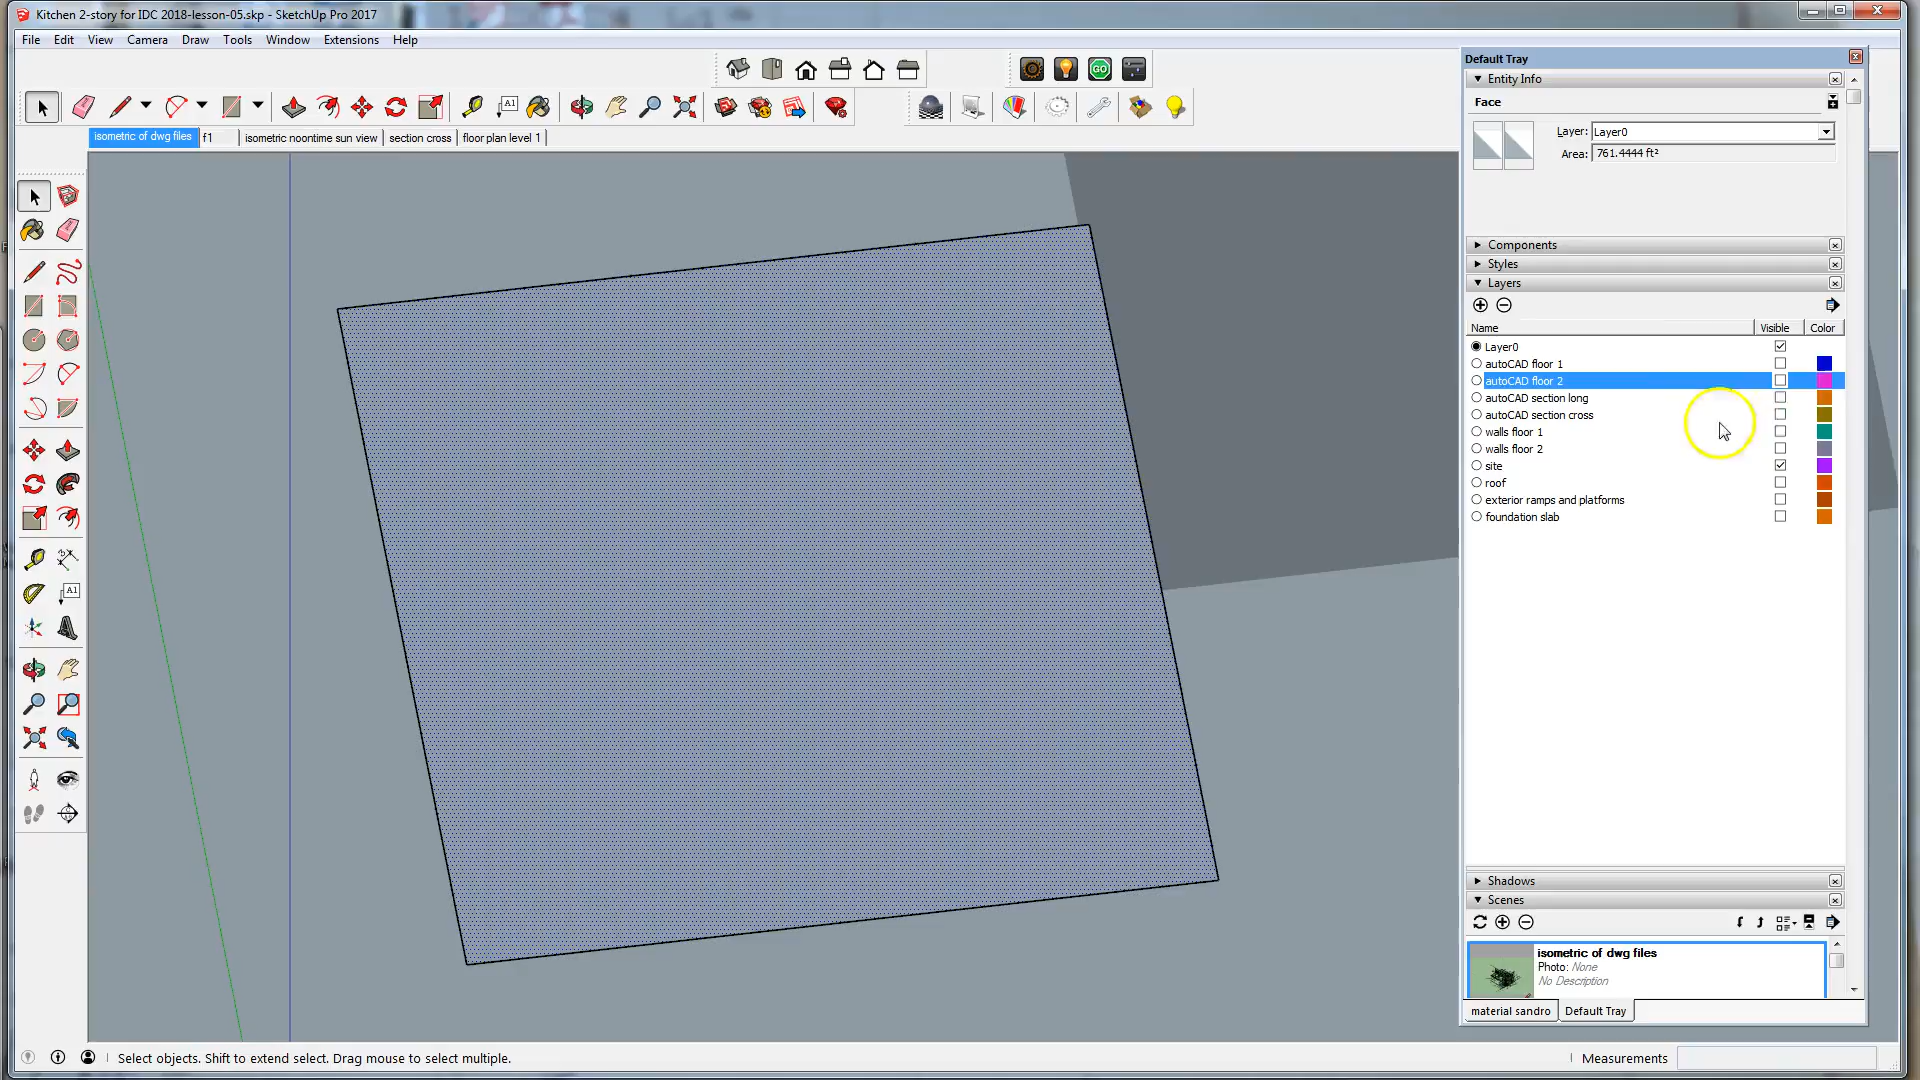 Kitchen 2-story for IDC 2018-lesson-05.skp - SketchUp Pro 2017
File Edit View Camera Draw Tools Window Extensions Help
isometric of dwg files f1 isometric noontime sun view section cross floor plan level 1
Default Tray
Entity Info
Face
Layer: Layer0
Area: 761.4444 ft²
Components
Styles
Layers
Name Visible Color
Layer0
autoCAD floor 1
autoCAD floor 2
autoCAD section long
autoCAD section cross
walls floor 1
walls floor 2
site
roof
exterior ramps and platforms
foundation slab
Shadows
Scenes
isometric of dwg files
Photo: None
No Description
material sandro Default Tray
Select objects. Shift to extend select. Drag mouse to select multiple.
Measurements
A1
A1
GO